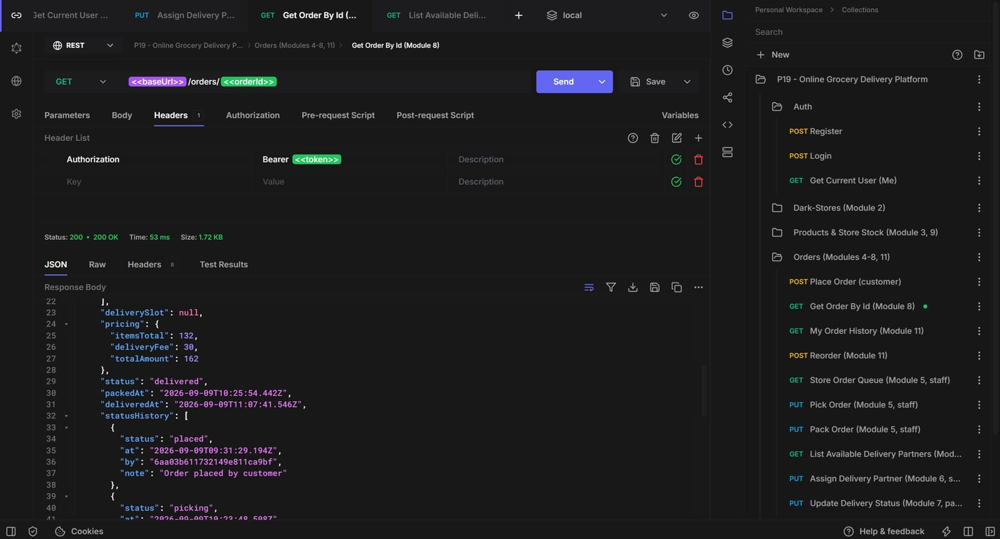 Get Current User ...
PUT Assign Delivery P...
GET Get Order By Id (...
GET List Available Deli...
local
REST
P19 - Online Grocery Delivery P...
Orders (Modules 4-8, 11)
Get Order By Id (Module 8)
GET
<<baseUrl>>/orders/<<orderId>>
Send
Save
Parameters
Body
Headers 1
Authorization
Pre-request Script
Post-request Script
Variables
Header List
Authorization
Bearer <<token>>
Description
Key
Value
Description
Status: 200 • 200 OK
Time: 53 ms
Size: 1.72 KB
JSON
Raw
Headers 8
Test Results
Response Body
22 ],
23 "deliverySlot": null,
24 "pricing": {
25 "itemsTotal": 132,
26 "deliveryFee": 30,
27 "totalAmount": 162
28 },
29 "status": "delivered",
30 "packedAt": "2026-09-09T10:25:54.442Z",
31 "deliveredAt": "2026-09-09T11:07:41.546Z",
32 "statusHistory": [
33 {
34 "status": "placed",
35 "at": "2026-09-09T09:31:29.194Z",
36 "by": "6aa03b611732149e811ca9bf",
37 "note": "Order placed by customer"
38 },
39 {
40 "status": "picking",
41 "at": "2026-09-09T10:23:48.508Z"
Cookies
Personal Workspace
Collections
Search
New
P19 - Online Grocery Delivery Platform
Auth
POST Register
POST Login
GET Get Current User (Me)
Dark-Stores (Module 2)
Products & Store Stock (Module 3, 9)
Orders (Modules 4-8, 11)
POST Place Order (customer)
GET Get Order By Id (Module 8)
GET My Order History (Module 11)
POST Reorder (Module 11)
GET Store Order Queue (Module 5, staff)
PUT Pick Order (Module 5, staff)
PUT Pack Order (Module 5, staff)
GET List Available Delivery Partners (Mod...
PUT Assign Delivery Partner (Module 6, s...
PUT Update Delivery Status (Module 7, pa...
Help & feedback